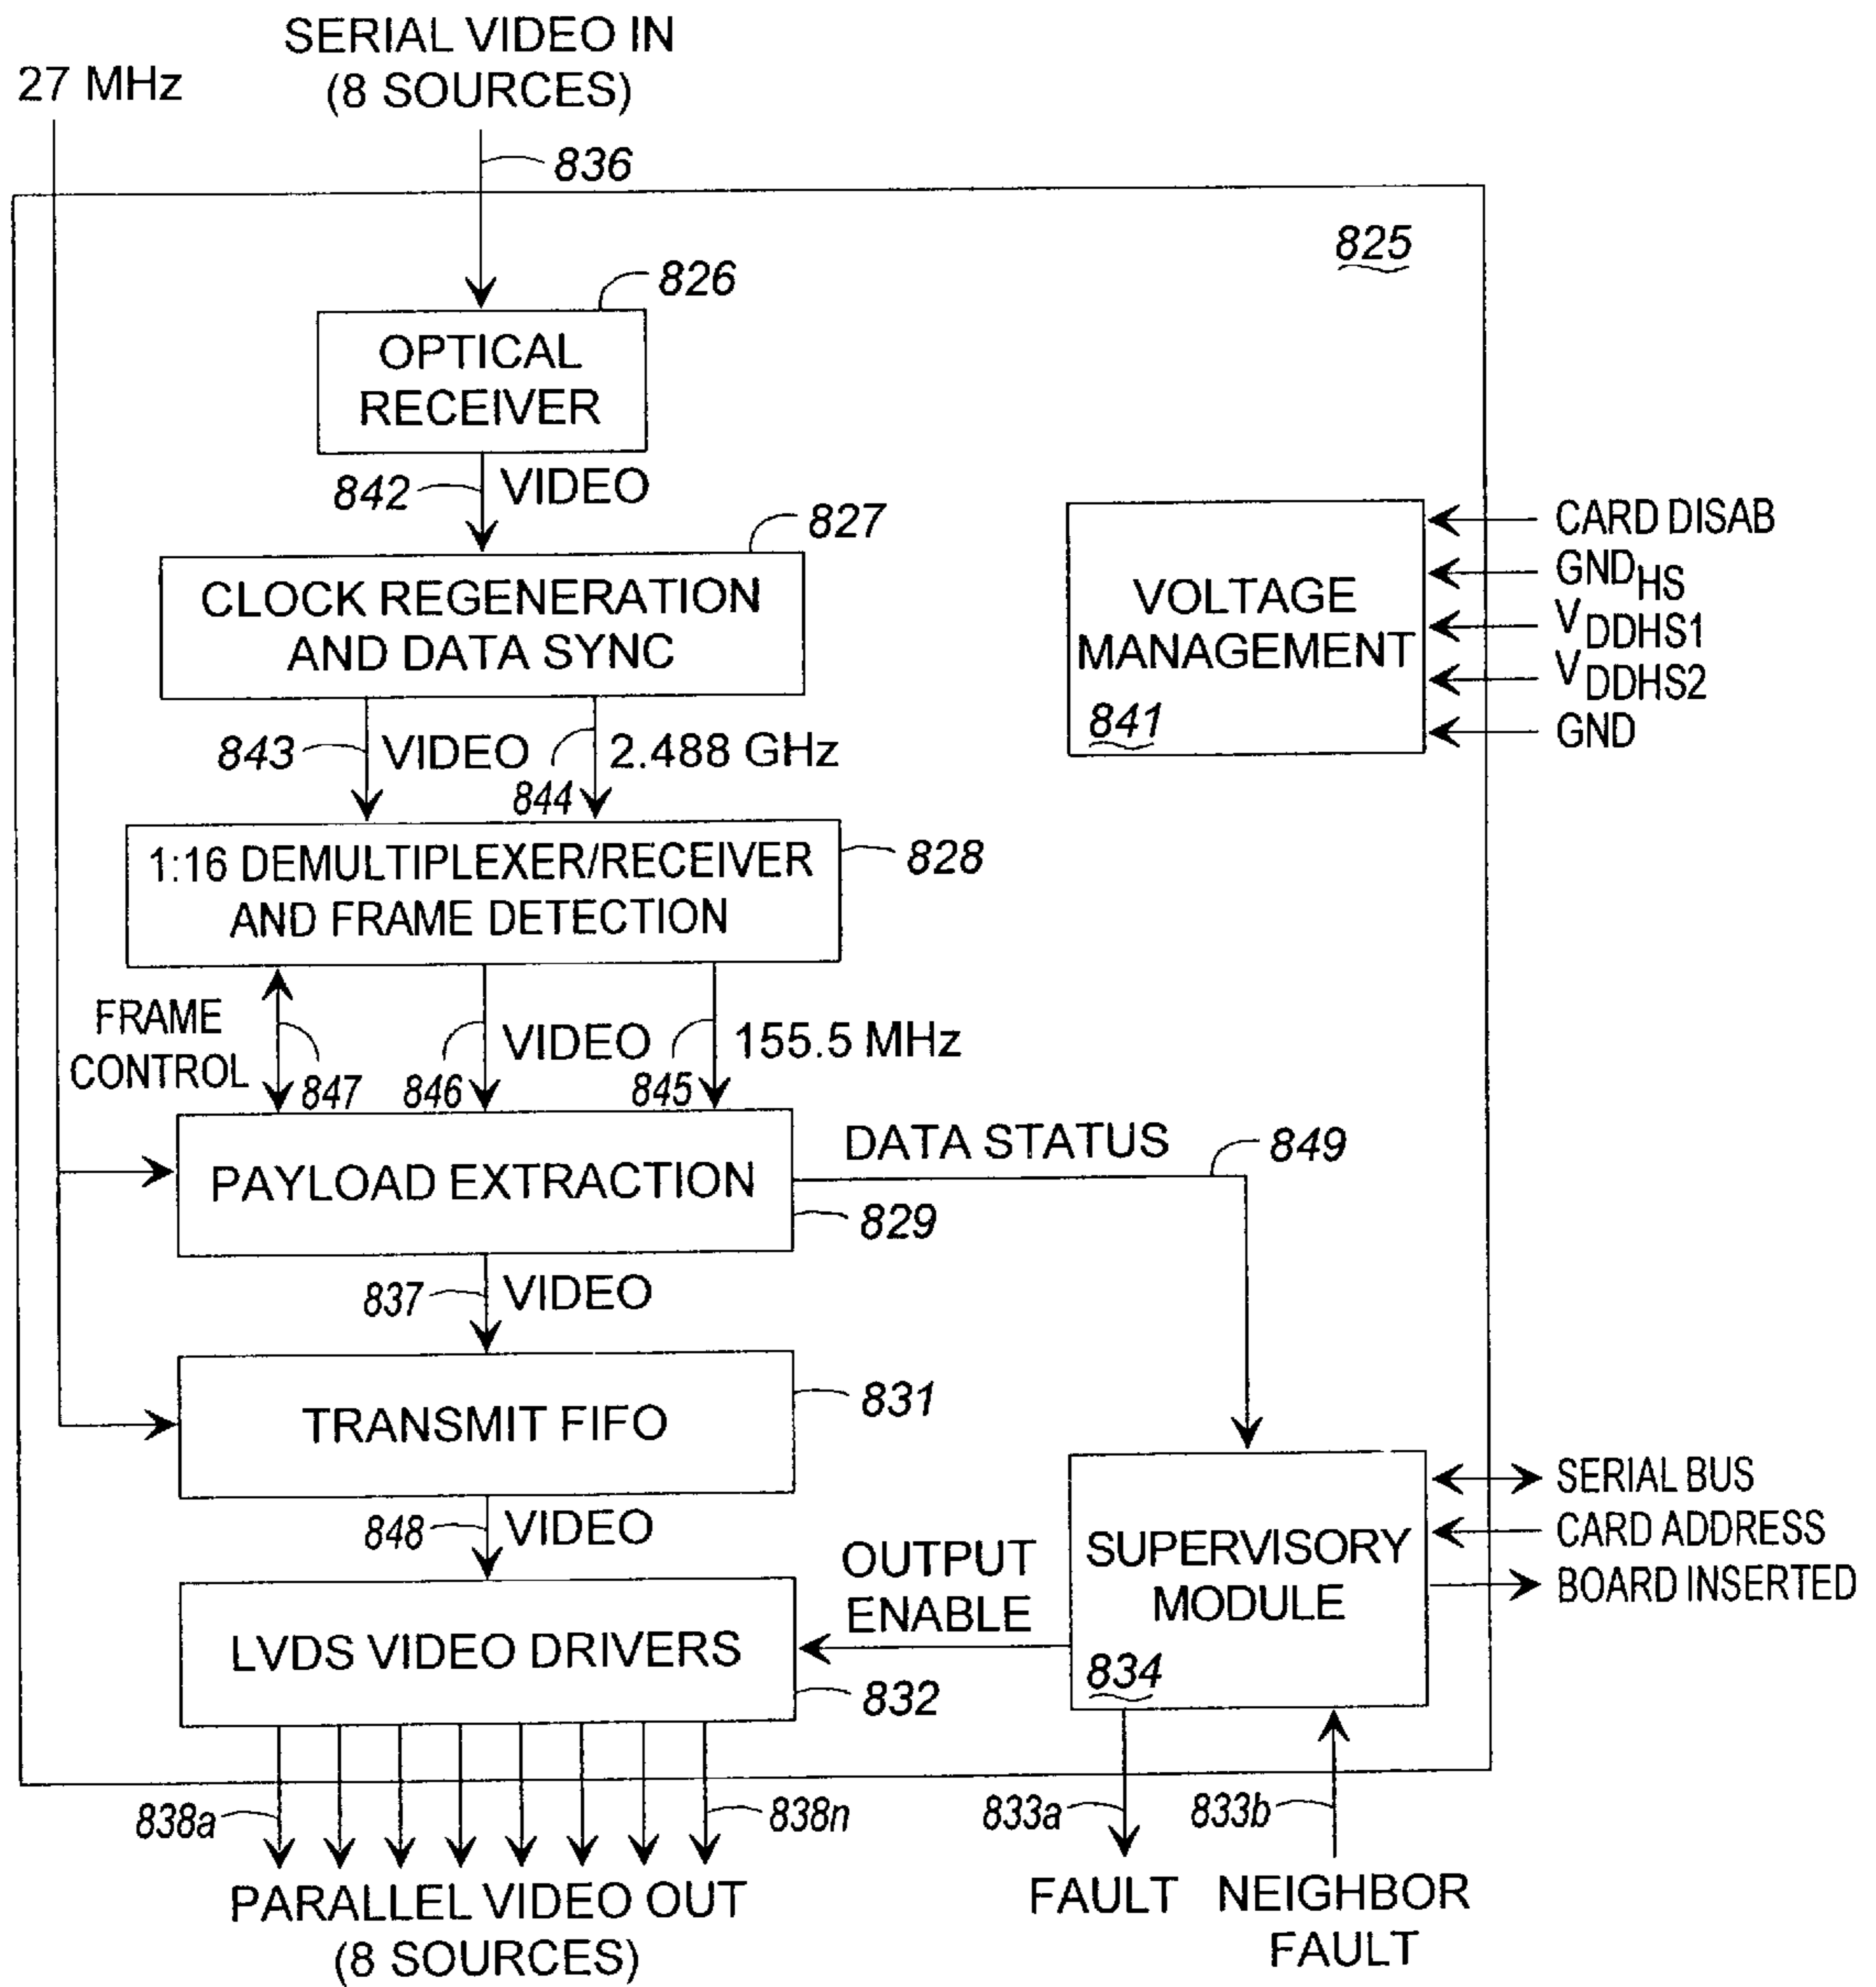 SERIAL VIDEO IN
(8 SOURCES)
27 MHz
836
825
826
OPTICAL
RECEIVER
842
VIDEO
827
CLOCK REGENERATION
AND DATA SYNC
843
VIDEO
844
2.488 GHz
VOLTAGE
MANAGEMENT
841
CARD DISAB
GNDHS
VDDHS1
VDDHS2
GND
1:16 DEMULTIPLEXER/RECEIVER
AND FRAME DETECTION
828
FRAME
CONTROL
847
846
VIDEO
845
155.5 MHz
PAYLOAD EXTRACTION
829
DATA STATUS
849
837
VIDEO
TRANSMIT FIFO
831
848
VIDEO
LVDS VIDEO DRIVERS
832
OUTPUT
ENABLE
SUPERVISORY
MODULE
834
SERIAL BUS
CARD ADDRESS
BOARD INSERTED
838a
838n
833a
833b
PARALLEL VIDEO OUT
(8 SOURCES)
FAULT
NEIGHBOR
FAULT